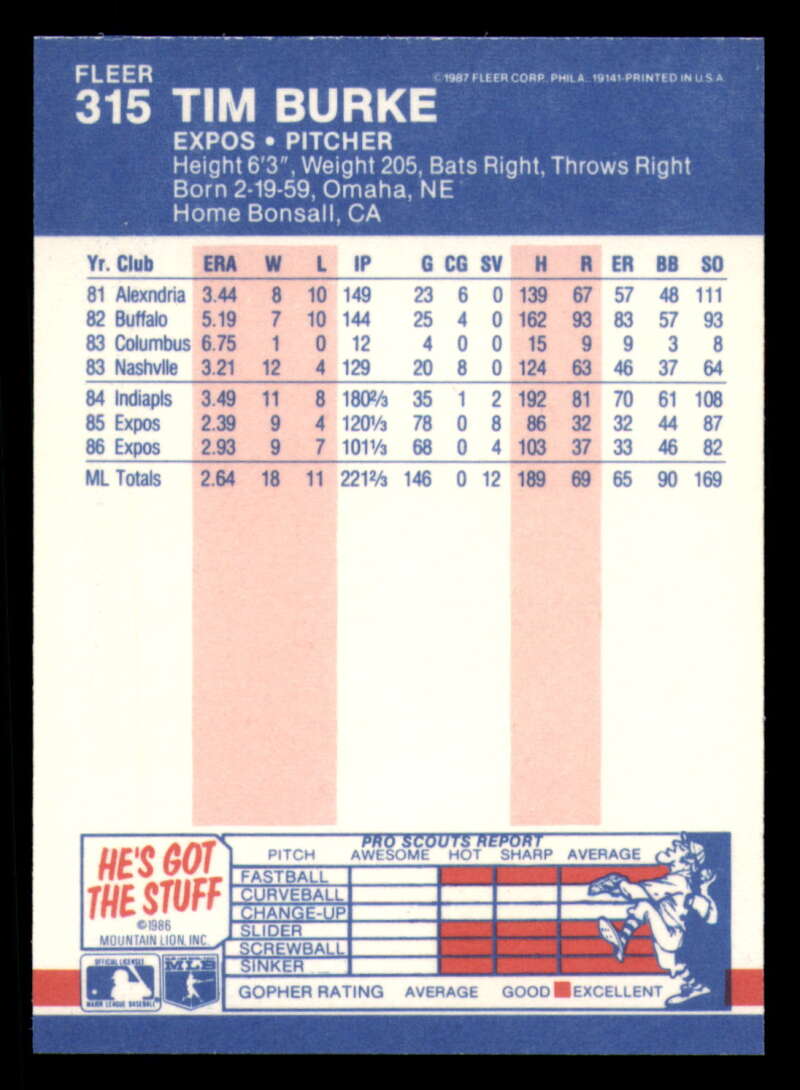 FLEER
©1987 FLEER CORP. PHILA. 19141-PRINTED IN U.S.A.
315 TIM BURKE
EXPOS • PITCHER
Height 6'3", Weight 205, Bats Right, Throws Right
Born 2-19-59, Omaha, NE
Home Bonsall, CA
Yr. Club ERA W L IP G CG SV H R ER BB SO
81 Alexndria 3.44 8 10 149 23 6 0 139 67 57 48 111
82 Buffalo 5.19 7 10 144 25 4 0 162 93 83 57 93
83 Columbus 6.75 1 0 12 4 0 0 15 9 9 3 8
83 Nashvlle 3.21 12 4 129 20 8 0 124 63 46 37 64
84 Indiapls 3.49 11 8 180⅔ 35 1 2 192 81 70 61 108
85 Expos 2.39 9 4 120⅓ 78 0 8 86 32 32 44 87
86 Expos 2.93 9 7 101⅓ 68 0 4 103 37 33 46 82
ML Totals 2.64 18 11 221⅔ 146 0 12 189 69 65 90 169
HE'S GOT
THE STUFF
©1986
MOUNTAIN LION, INC.
PRO SCOUTS REPORT
PITCH AWESOME HOT SHARP AVERAGE
FASTBALL
CURVEBALL
CHANGE-UP
SLIDER
SCREWBALL
SINKER
GOPHER RATING AVERAGE GOOD EXCELLENT
OFFICIAL LICENSEE
MAJOR LEAGUE BASEBALL
MLB